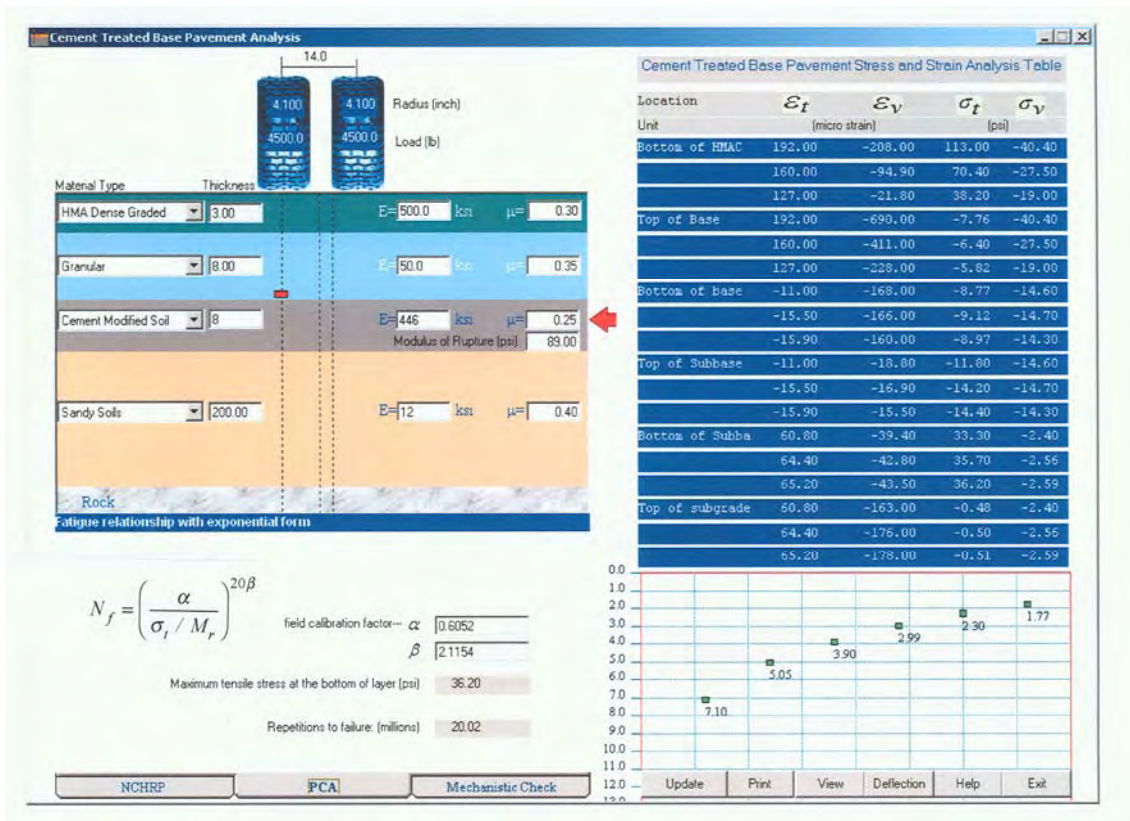 Cement Treated Base Pavement Analysis
14.0
4.100 4.100 Radius (inch)
4500.0 4500.0 Load (lb)
Material Type Thickness
HMA Dense Graded 3.00 E= 500.0 ksi μ= 0.30
Granular 8.00 E= 50.0 ksi μ= 0.35
Cement Modified Soil 8 E= 446 ksi μ= 0.25
Modulus of Rupture (psi) 89.00
Sandy Soils 200.00 E= 12 ksi μ= 0.40
Rock
Fatigue relationship with exponential form
N_f = (α / (σ_t / M_r))^20β
field calibration factor--- α 0.6052
β 2.1154
Maximum tensile stress at the bottom of layer (psi) 36.20
Repetitions to failure: (millions) 20.02
NCHRP PCA Mechanistic Check
Cement Treated Base Pavement Stress and Strain Analysis Table
Location ε_t ε_v σ_t σ_v
Unit (micro strain) (psi)
Bottom of HMAC 192.00 -208.00 113.00 -40.40
160.00 -94.90 70.40 -27.50
127.00 -21.80 38.20 -19.00
Top of Base 192.00 -690.00 -7.76 -40.40
160.00 -411.00 -6.40 -27.50
127.00 -228.00 -5.82 -19.00
Bottom of base -11.00 -168.00 -8.77 -14.60
-15.50 -166.00 -9.12 -14.70
-15.90 -160.00 -8.97 -14.30
Top of Subbase -11.00 -18.80 -11.80 -14.60
-15.50 -16.90 -14.20 -14.70
-15.90 -15.50 -14.40 -14.30
Bottom of Subba 60.80 -39.40 33.30 -2.40
64.40 -42.80 35.70 -2.56
65.20 -43.50 36.20 -2.59
Top of subgrade 60.80 -163.00 -0.48 -2.40
64.40 -176.00 -0.50 -2.56
65.20 -178.00 -0.51 -2.59
0.0
1.0
2.0
3.0
4.0
5.0
6.0
7.0
8.0
9.0
10.0
11.0
12.0
13.0
7.10
5.05
3.90
2.99
2.30
1.77
Update Print View Deflection Help Exit